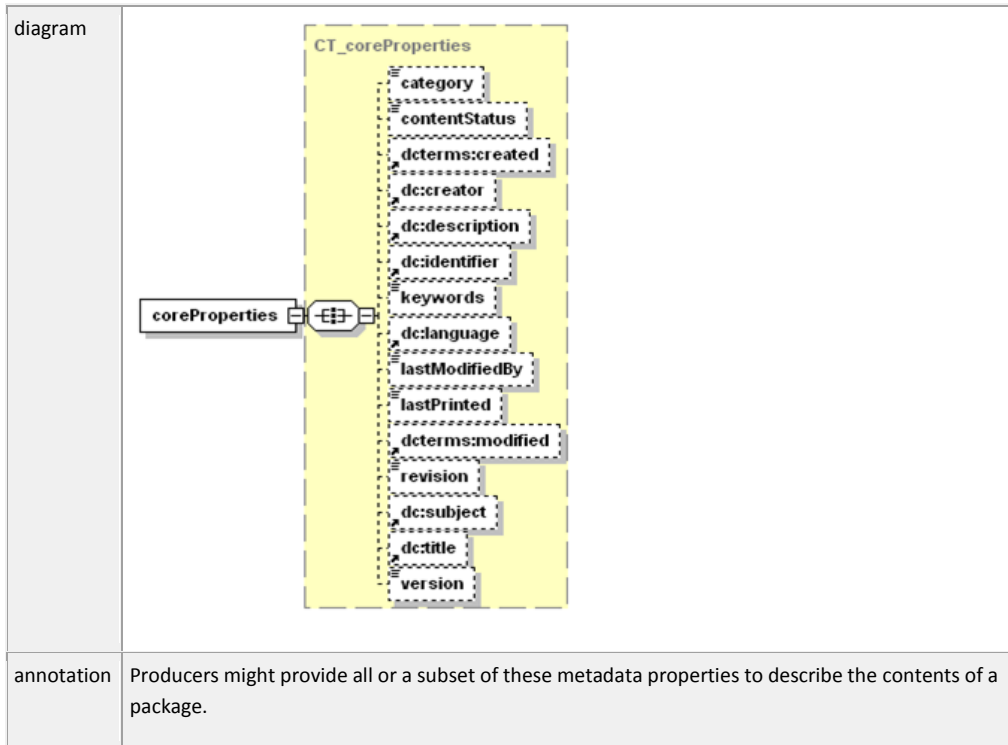 diagram
CT_coreProperties
category
contentStatus
dcterms:created
dc:creator
dc:description
dc:identifier
keywords
coreProperties
dc:language
lastModifiedBy
lastPrinted
dcterms:modified
revision
dc:subject
dc:title
version
annotation
Producers might provide all or a subset of these metadata properties to describe the contents of a
package.